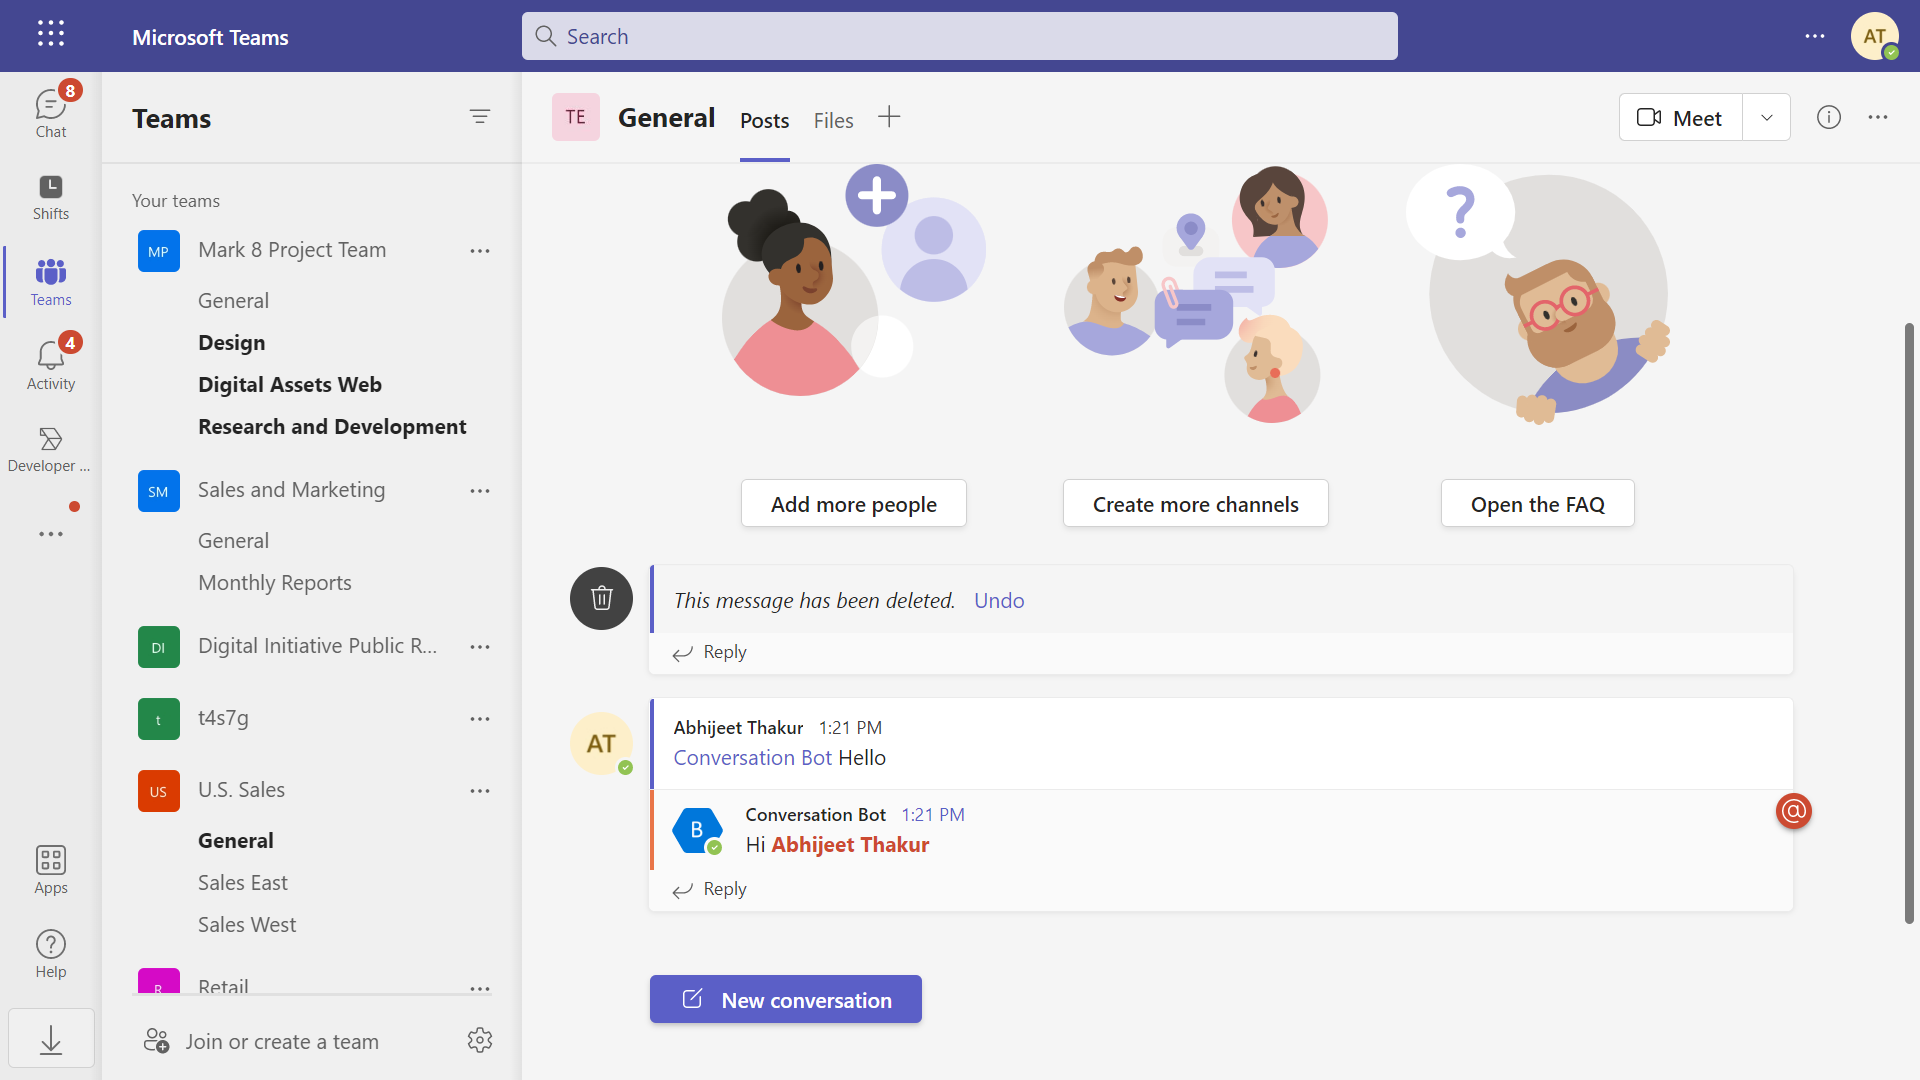 Microsoft Teams
Search
AT
8
Chat
Shifts
Teams
4
Activity
Developer ...
Apps
Help
Teams
Your teams
MP Mark 8 Project Team
General
Design
Digital Assets Web
Research and Development
SM Sales and Marketing
General
Monthly Reports
DI Digital Initiative Public R...
t t4s7g
US U.S. Sales
General
Sales East
Sales West
R Retail
Join or create a team
TE General Posts Files
Meet
?
Add more people
Create more channels
Open the FAQ
This message has been deleted. Undo
Reply
AT
Abhijeet Thakur 1:21 PM
Conversation Bot Hello
B
Conversation Bot 1:21 PM
@
Hi Abhijeet Thakur
Reply
New conversation